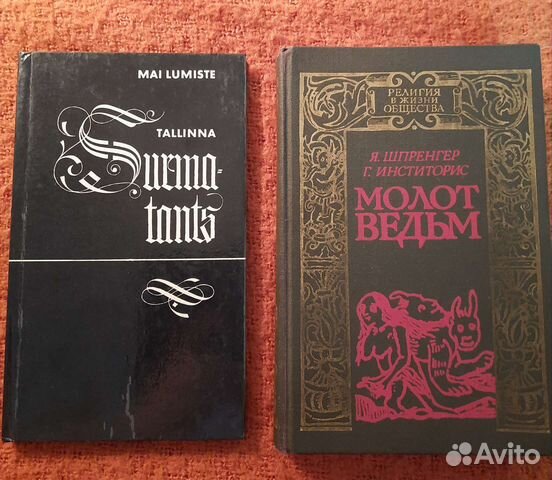 MAI LUMISTE
TALLINNA
Surma-
tants
РЕЛИГИЯ
В ЖИЗНИ
ОБЩЕСТВА
Я. ШПРЕНГЕР
Г. ИНСТИТОРИС
МОЛОТ
ВЕДЬМ
Avito